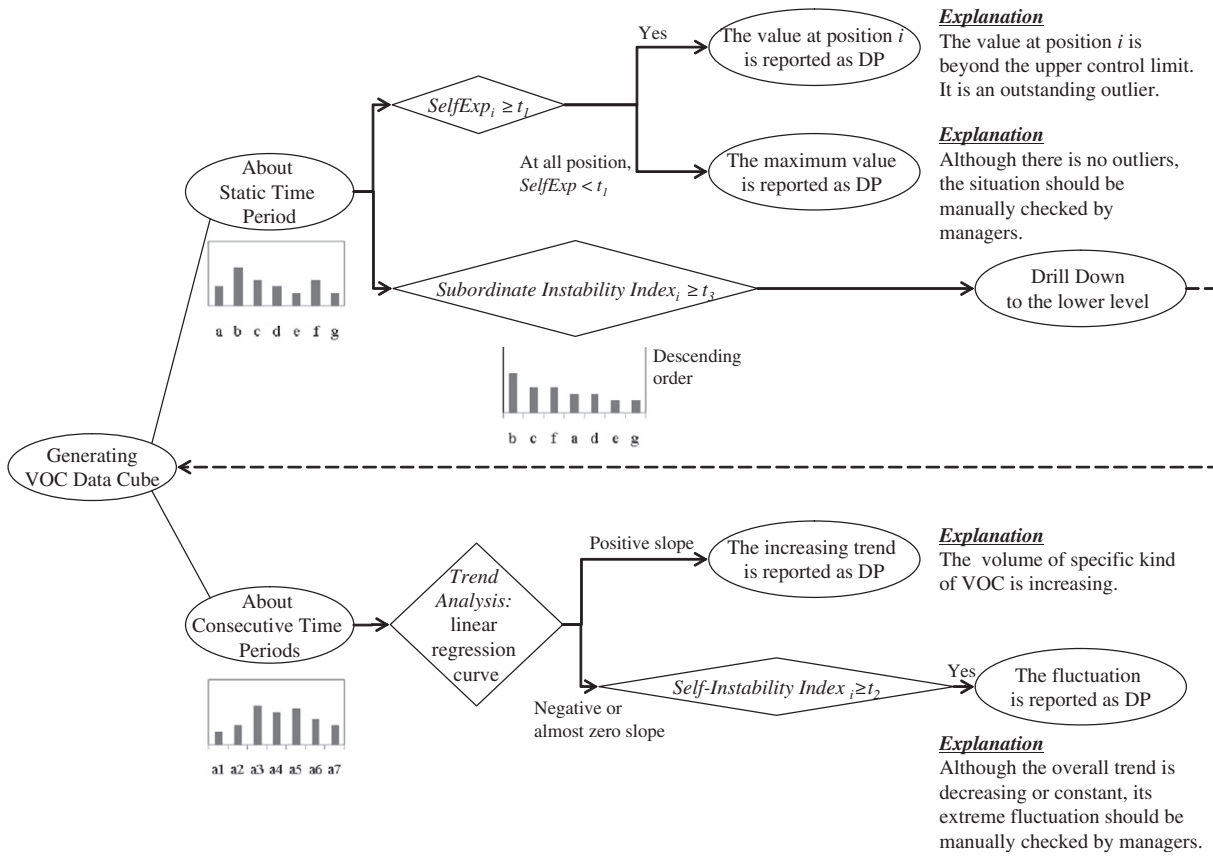 Explanation
The value at position i is
beyond the upper control limit.
It is an outstanding outlier.
Yes
The value at position i
is reported as DP
SelfExp i ≥ t1
At all position,
SelfExp < t1
The maximum value
is reported as DP
Explanation
Although there is no outliers,
the situation should be
manually checked by
managers.
About
Static Time
Period
a b c d e f g
Subordinate Instability Index i ≥ t3
Drill Down
to the lower level
Descending
order
b c f a d e g
Generating
VOC Data Cube
About
Consecutive Time
Periods
a1 a2 a3 a4 a5 a6 a7
Trend
Analysis:
linear
regression
curve
Positive slope
The increasing trend
is reported as DP
Explanation
The volume of specific kind
of VOC is increasing.
Negative or
almost zero slope
Self-Instability Index i ≥ t2
Yes
The fluctuation
is reported as DP
Explanation
Although the overall trend is
decreasing or constant, its
extreme fluctuation should be
manually checked by managers.